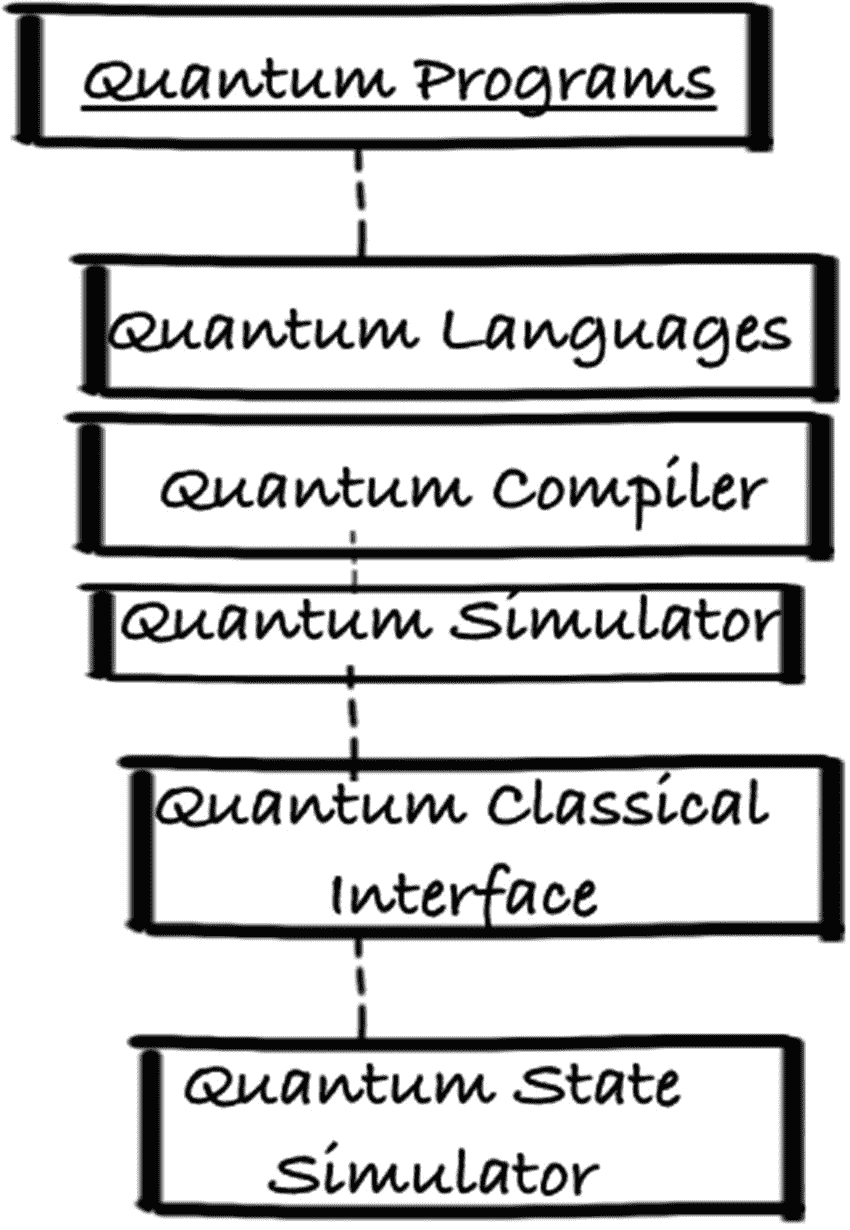 Quantum Programs
Quantum Languages
Quantum Compiler
Quantum Simulator
Quantum Classical
Interface
Quantum State
Simulator